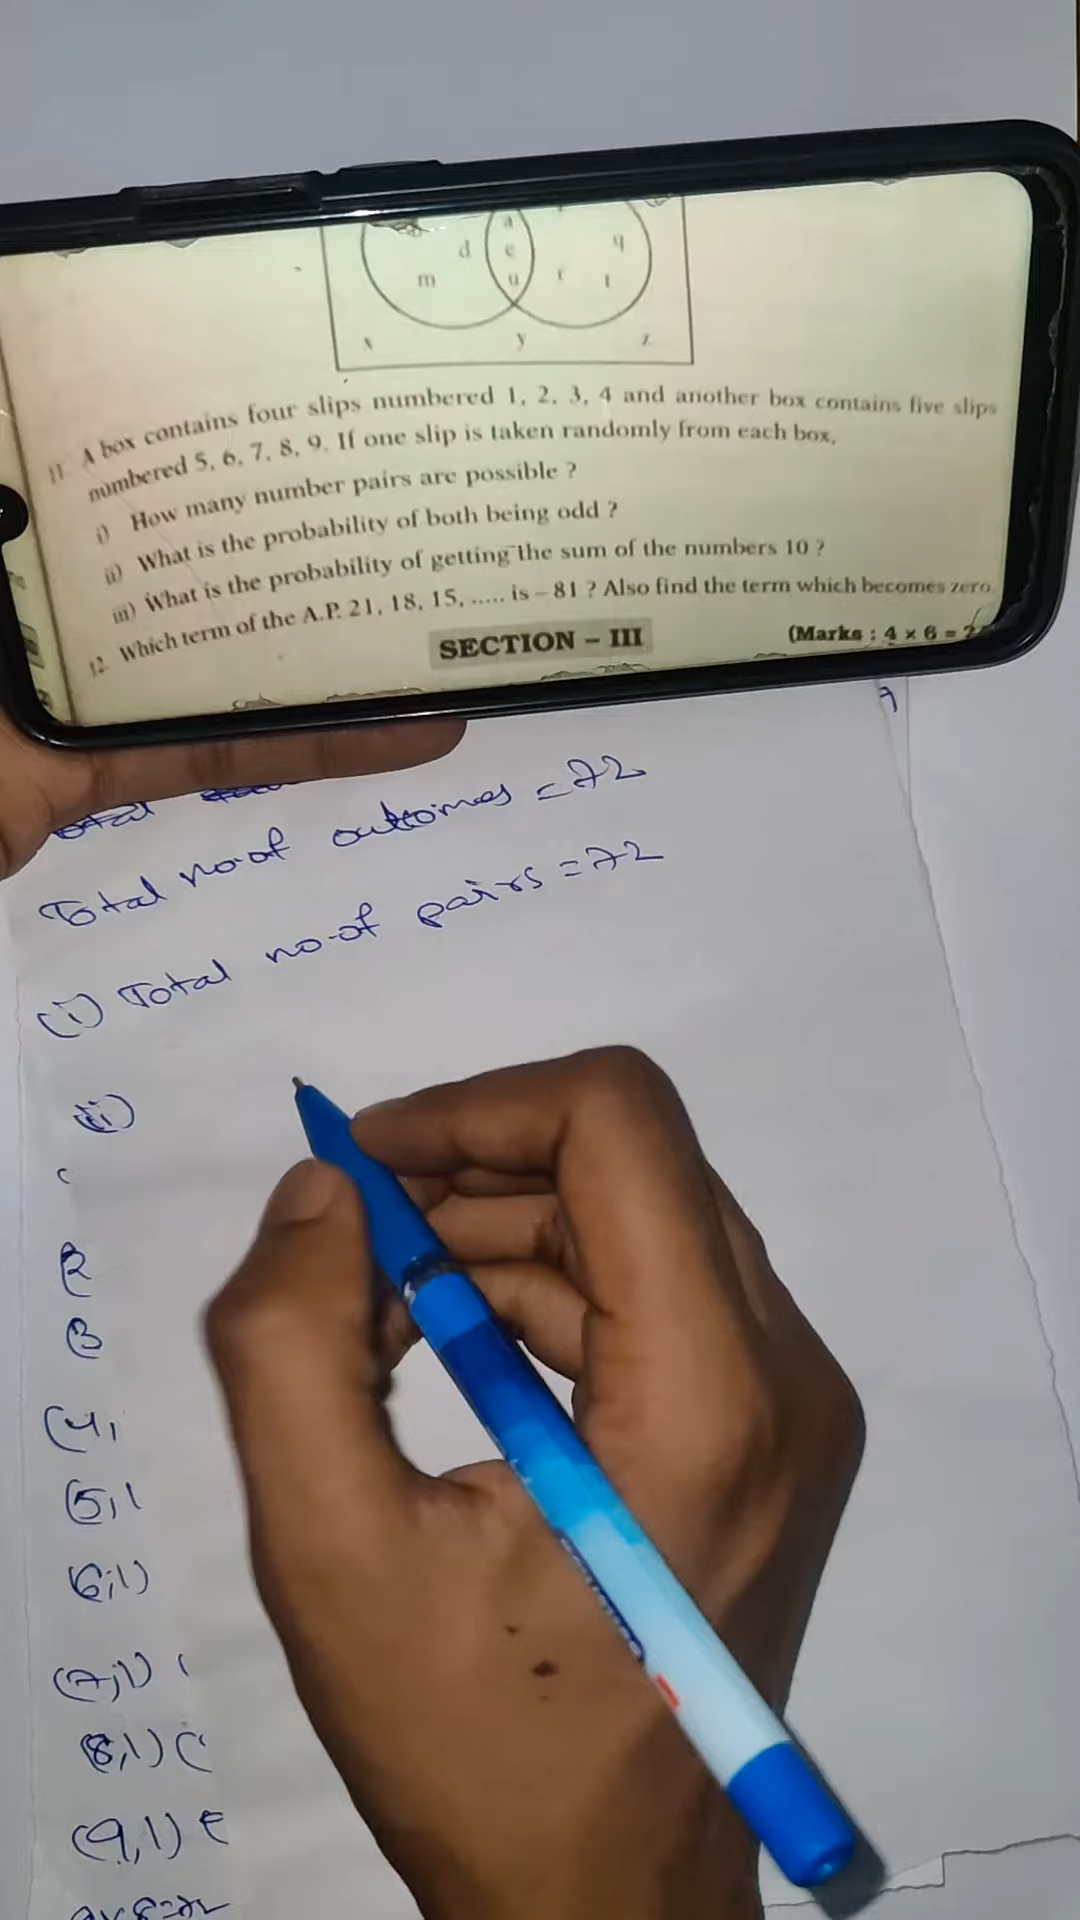 a
d e q
m u r t
x y z
11. A box contains four slips numbered 1, 2, 3, 4 and another box contains five slips
numbered 5, 6, 7, 8, 9. If one slip is taken randomly from each box,
i) How many number pairs are possible ?
ii) What is the probability of both being odd ?
iii) What is the probability of getting the sum of the numbers 10 ?
12. Which term of the A.P. 21, 18, 15, ..... is – 81 ? Also find the term which becomes zero.
SECTION – III (Marks : 4 × 6 =
Total no.of outcomes = 72
(i) Total no.of pairs = 72
(ii)
(2
(3
(4,
(5,1
(6,1)
(7,1) (
(8,1) (
(9,1) (
9x8=72